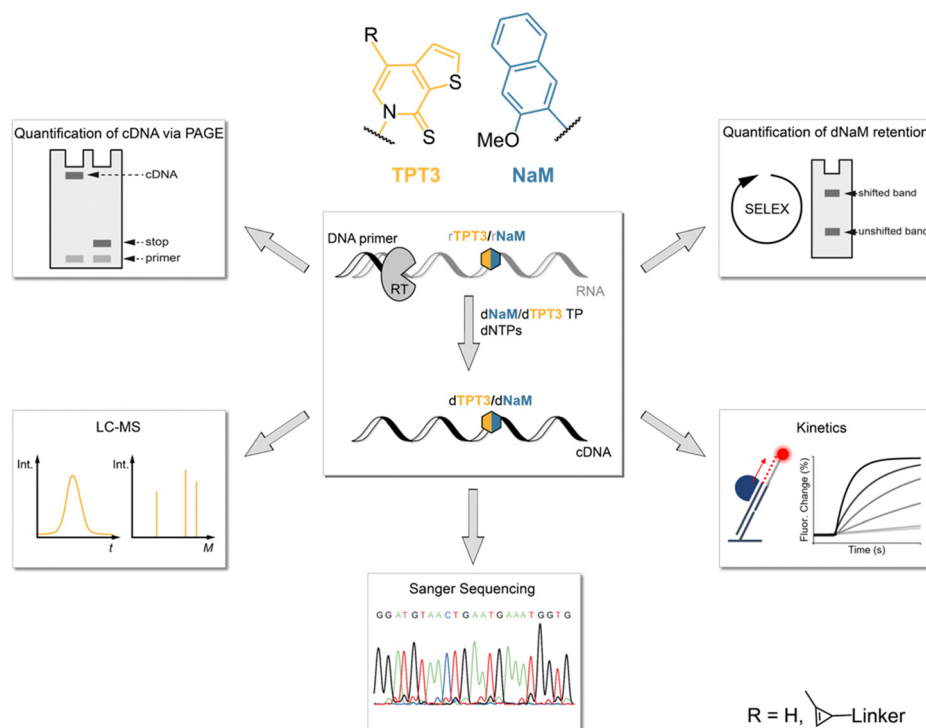 R
S
N
S
TPT3
MeO
NaM
Quantification of cDNA via PAGE
cDNA
stop
primer
Quantification of dNaM retention
SELEX
shifted band
unshifted band
DNA primer
rTPT3/rNaM
RT
RNA
dNaM/dTPT3 TP
dNTPs
dTPT3/dNaM
cDNA
LC-MS
Int.
Int.
t
M
Kinetics
Fluor. Change (%)
Time (s)
Sanger Sequencing
GGATGTAACTGAATGAAATGGTG
R = H,
Linker